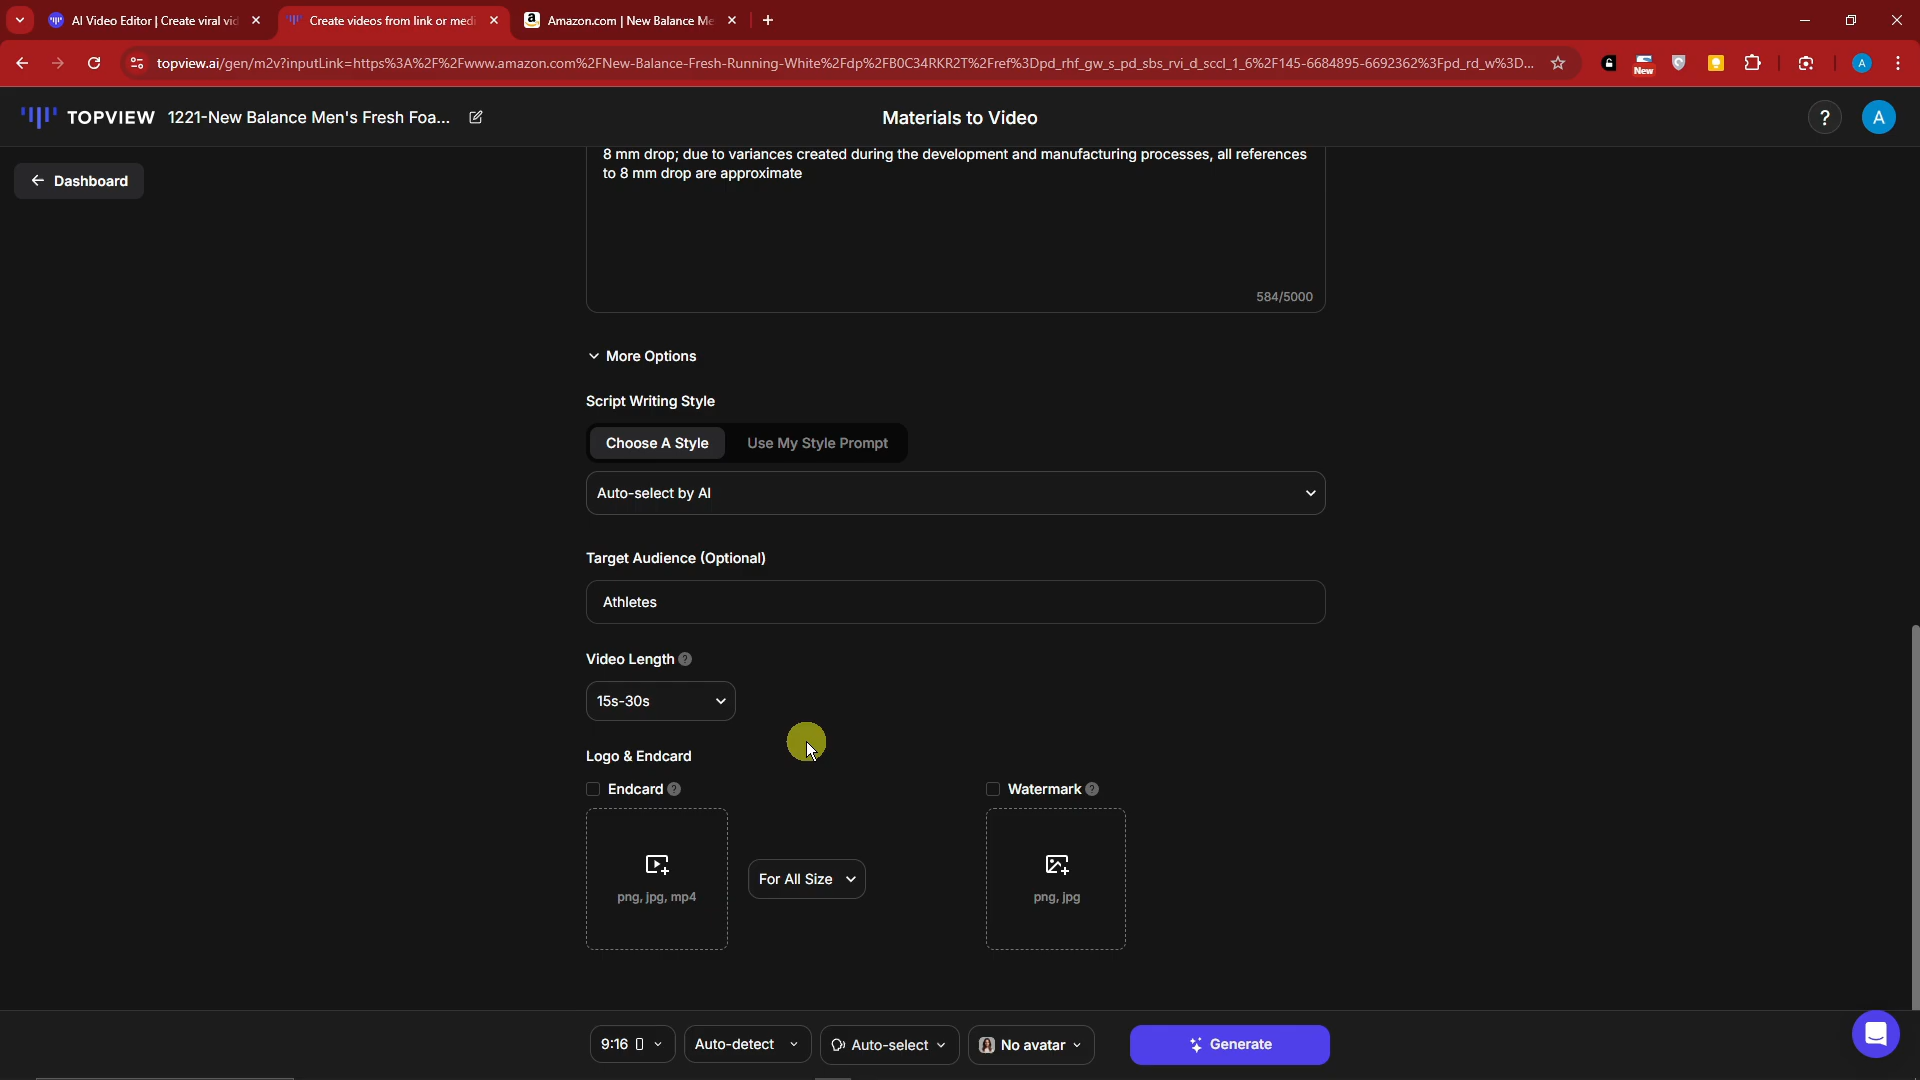 AI Video Editor | Create viral vid
Create videos from link or medi
Amazon.com | New Balance Me
topview.ai/gen/m2v?inputLink=https%3A%2F%2Fwww.amazon.com%2FNew-Balance-Fresh-Running-White%2Fdp%2FB0C34RKR2T%2Fref%3Dpd_rhf_gw_s_pd_sbs_rvi_d_sccl_1_6%2F145-6684895-6692362%3Fpd_rd_w%3D...
New
A
TOPVIEW
1221-New Balance Men's Fresh Foa...
Materials to Video
?
A
Dashboard
8 mm drop; due to variances created during the development and manufacturing processes, all references
to 8 mm drop are approximate
584/5000
More Options
Script Writing Style
Choose A Style
Use My Style Prompt
Auto-select by AI
Target Audience (Optional)
Athletes
Video Length ?
15s-30s
Logo & Endcard
Endcard ?
Watermark ?
png, jpg, mp4
For All Size
png, jpg
9:16
Auto-detect
Auto-select
No avatar
Generate